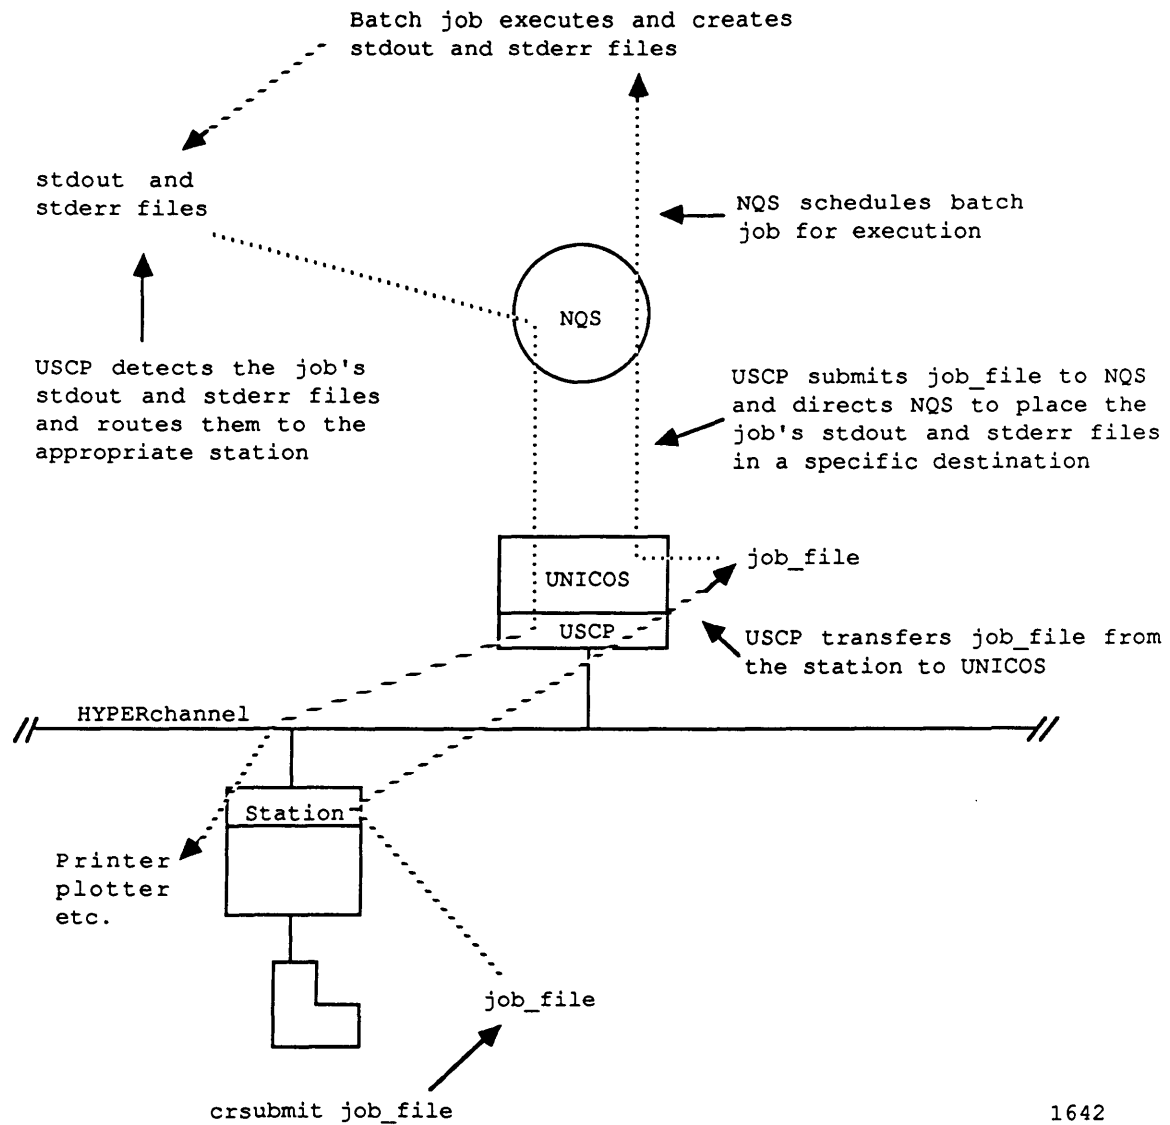 Batch job executes and creates
stdout and stderr files
stdout and
stderr files
NQS schedules batch
job for execution
NQS
USCP detects the job's
stdout and stderr files
and routes them to the
appropriate station
USCP submits job_file to NQS
and directs NQS to place the
job's stdout and stderr files
in a specific destination
job_file
UNICOS
USCP
USCP transfers job_file from
the station to UNICOS
HYPERchannel
Station
Printer
plotter
etc.
job_file
crsubmit job_file
1642